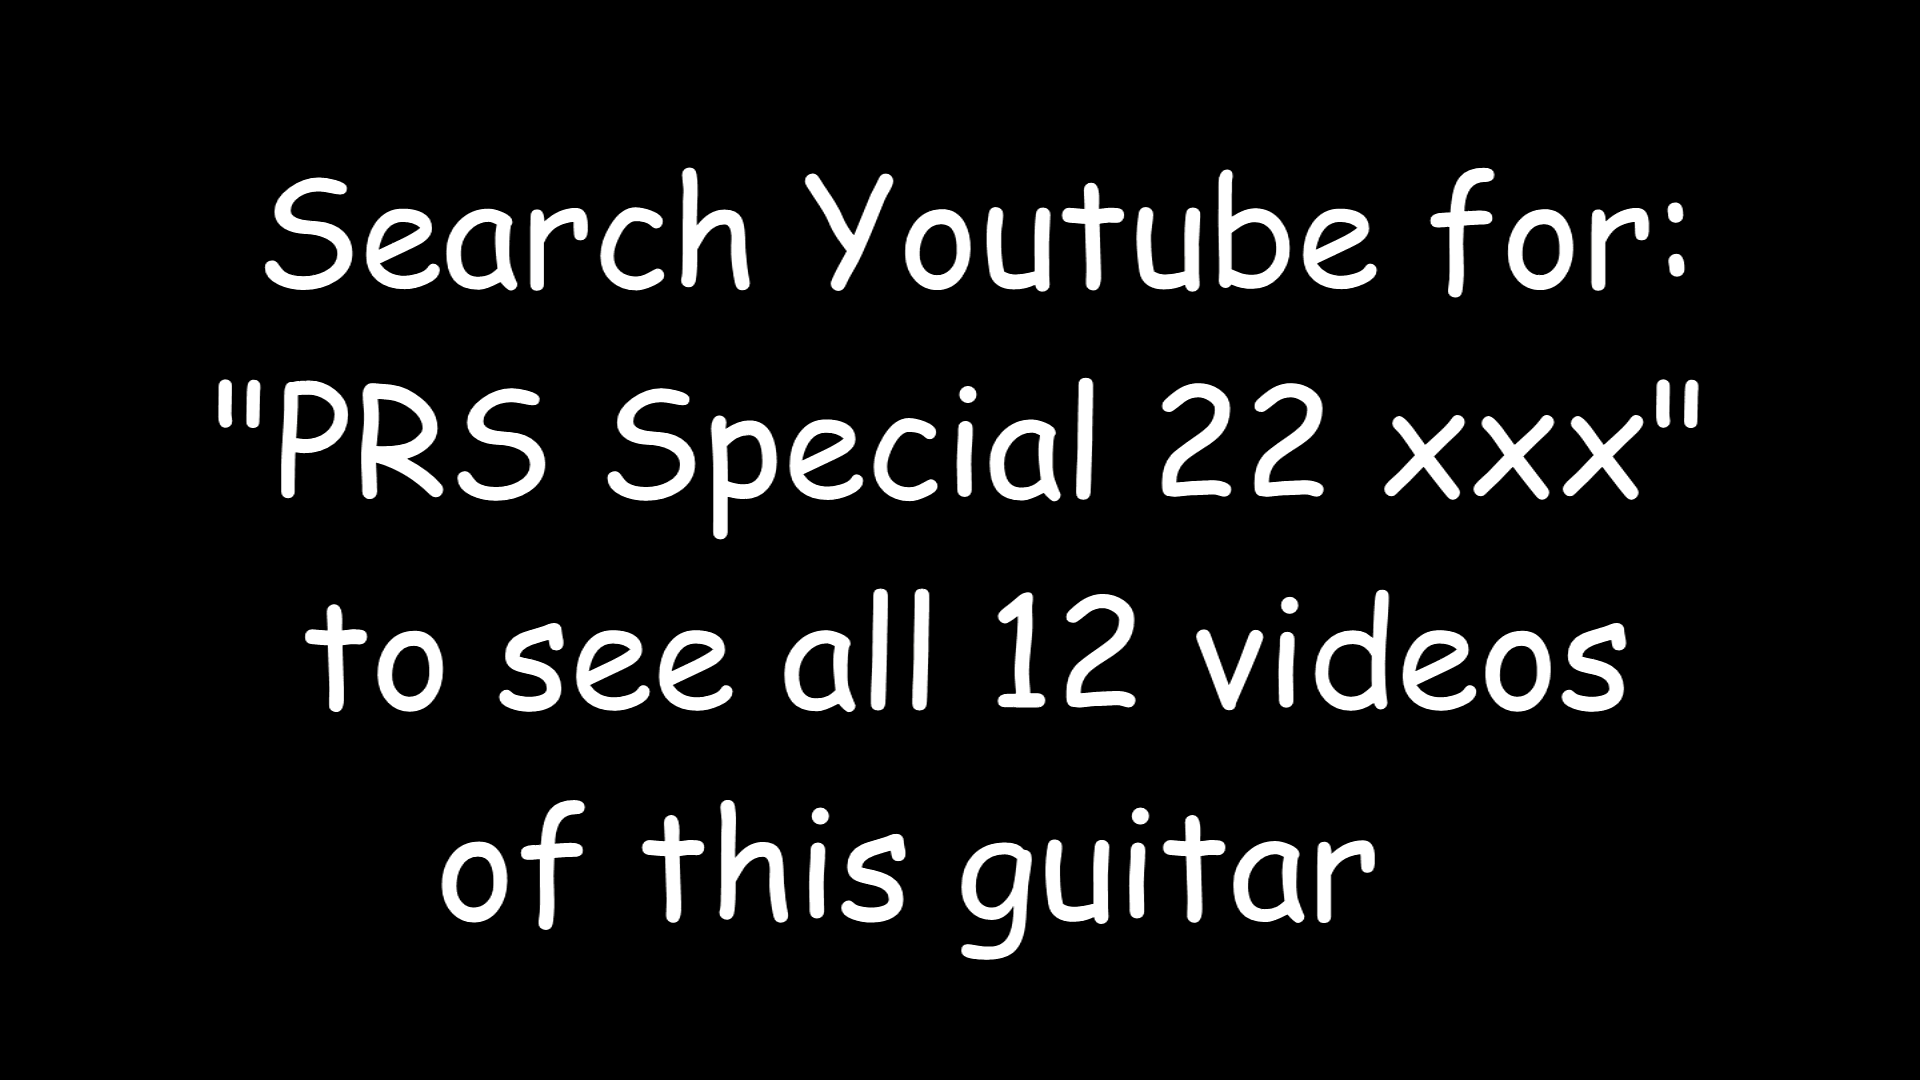 Search Youtube for:
"PRS Special 22 xxx"
to see all 12 videos
of this guitar